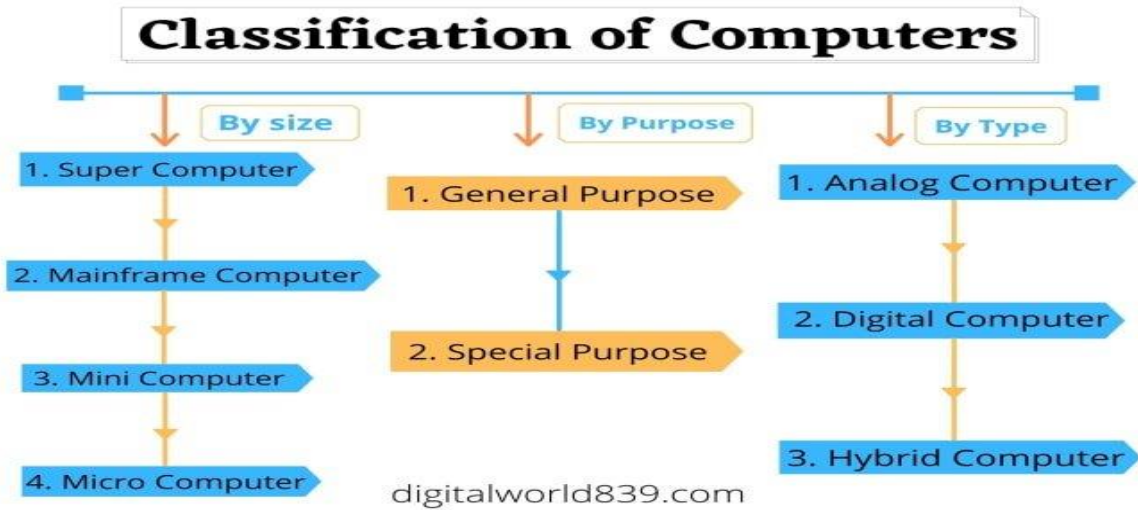 Classification of Computers
By size
1. Super Computer
2. Mainframe Computer
3. Mini Computer
4. Micro Computer
By Purpose
1. General Purpose
2. Special Purpose
By Type
1. Analog Computer
2. Digital Computer
3. Hybrid Computer
digitalworld839.com